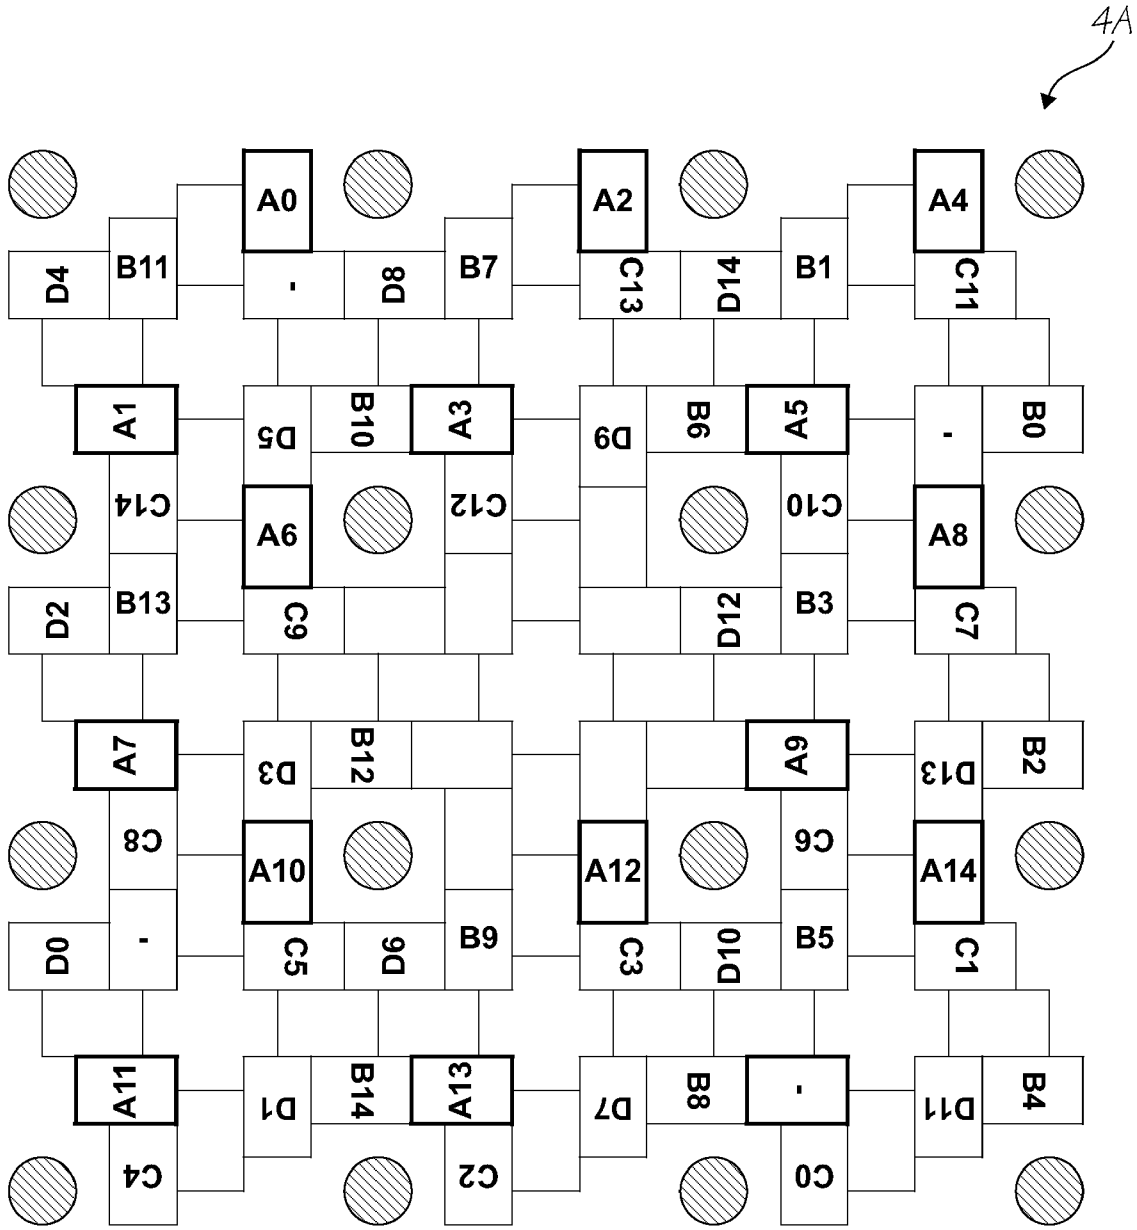 4A
A0
A2
A4
D4
B11
-
D8
B7
C13
D14
B1
C11
A1
D5
B10
A3
D9
B6
A5
-
B0
C14
A6
C12
C10
A8
D2
B13
C9
D12
B3
C7
A7
D3
B12
A9
D13
B2
C8
A10
A12
C6
A14
D0
-
C5
D6
B9
C3
D10
B5
C1
A11
D1
B14
A13
D7
B8
-
D11
B4
C4
C2
C0